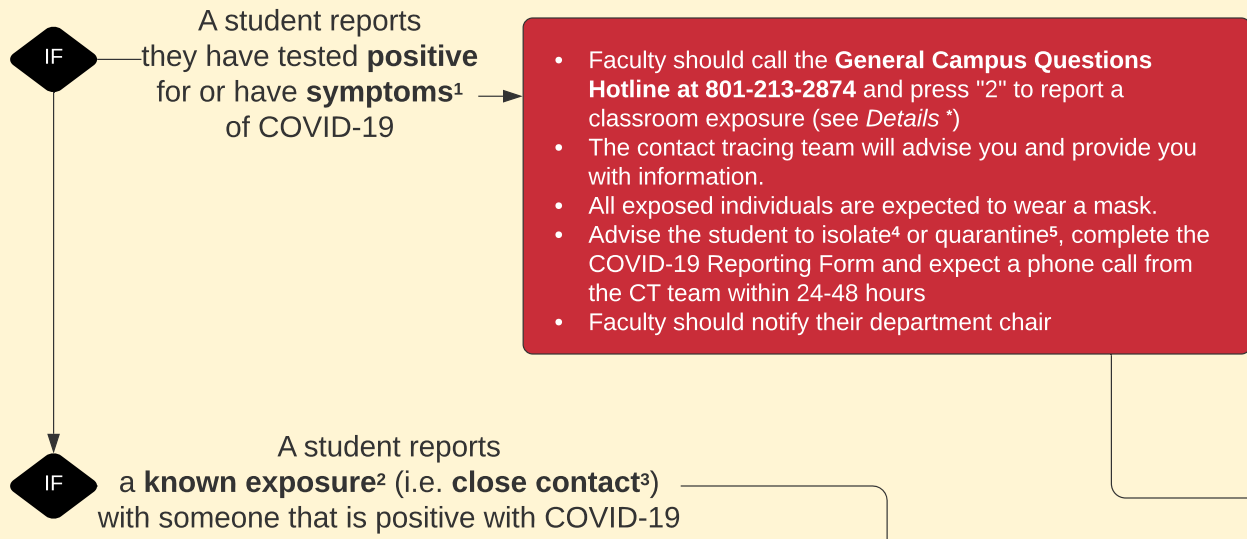 A student reports
IF
they have tested positive
for or have symptoms¹
of COVID-19
• Faculty should call the General Campus Questions
Hotline at 801-213-2874 and press "2" to report a
classroom exposure (see Details *)
• The contact tracing team will advise you and provide you
with information.
• All exposed individuals are expected to wear a mask.
• Advise the student to isolate⁴ or quarantine⁵, complete the
COVID-19 Reporting Form and expect a phone call from
the CT team within 24-48 hours
• Faculty should notify their department chair
A student reports
IF
a known exposure² (i.e. close contact³)
with someone that is positive with COVID-19